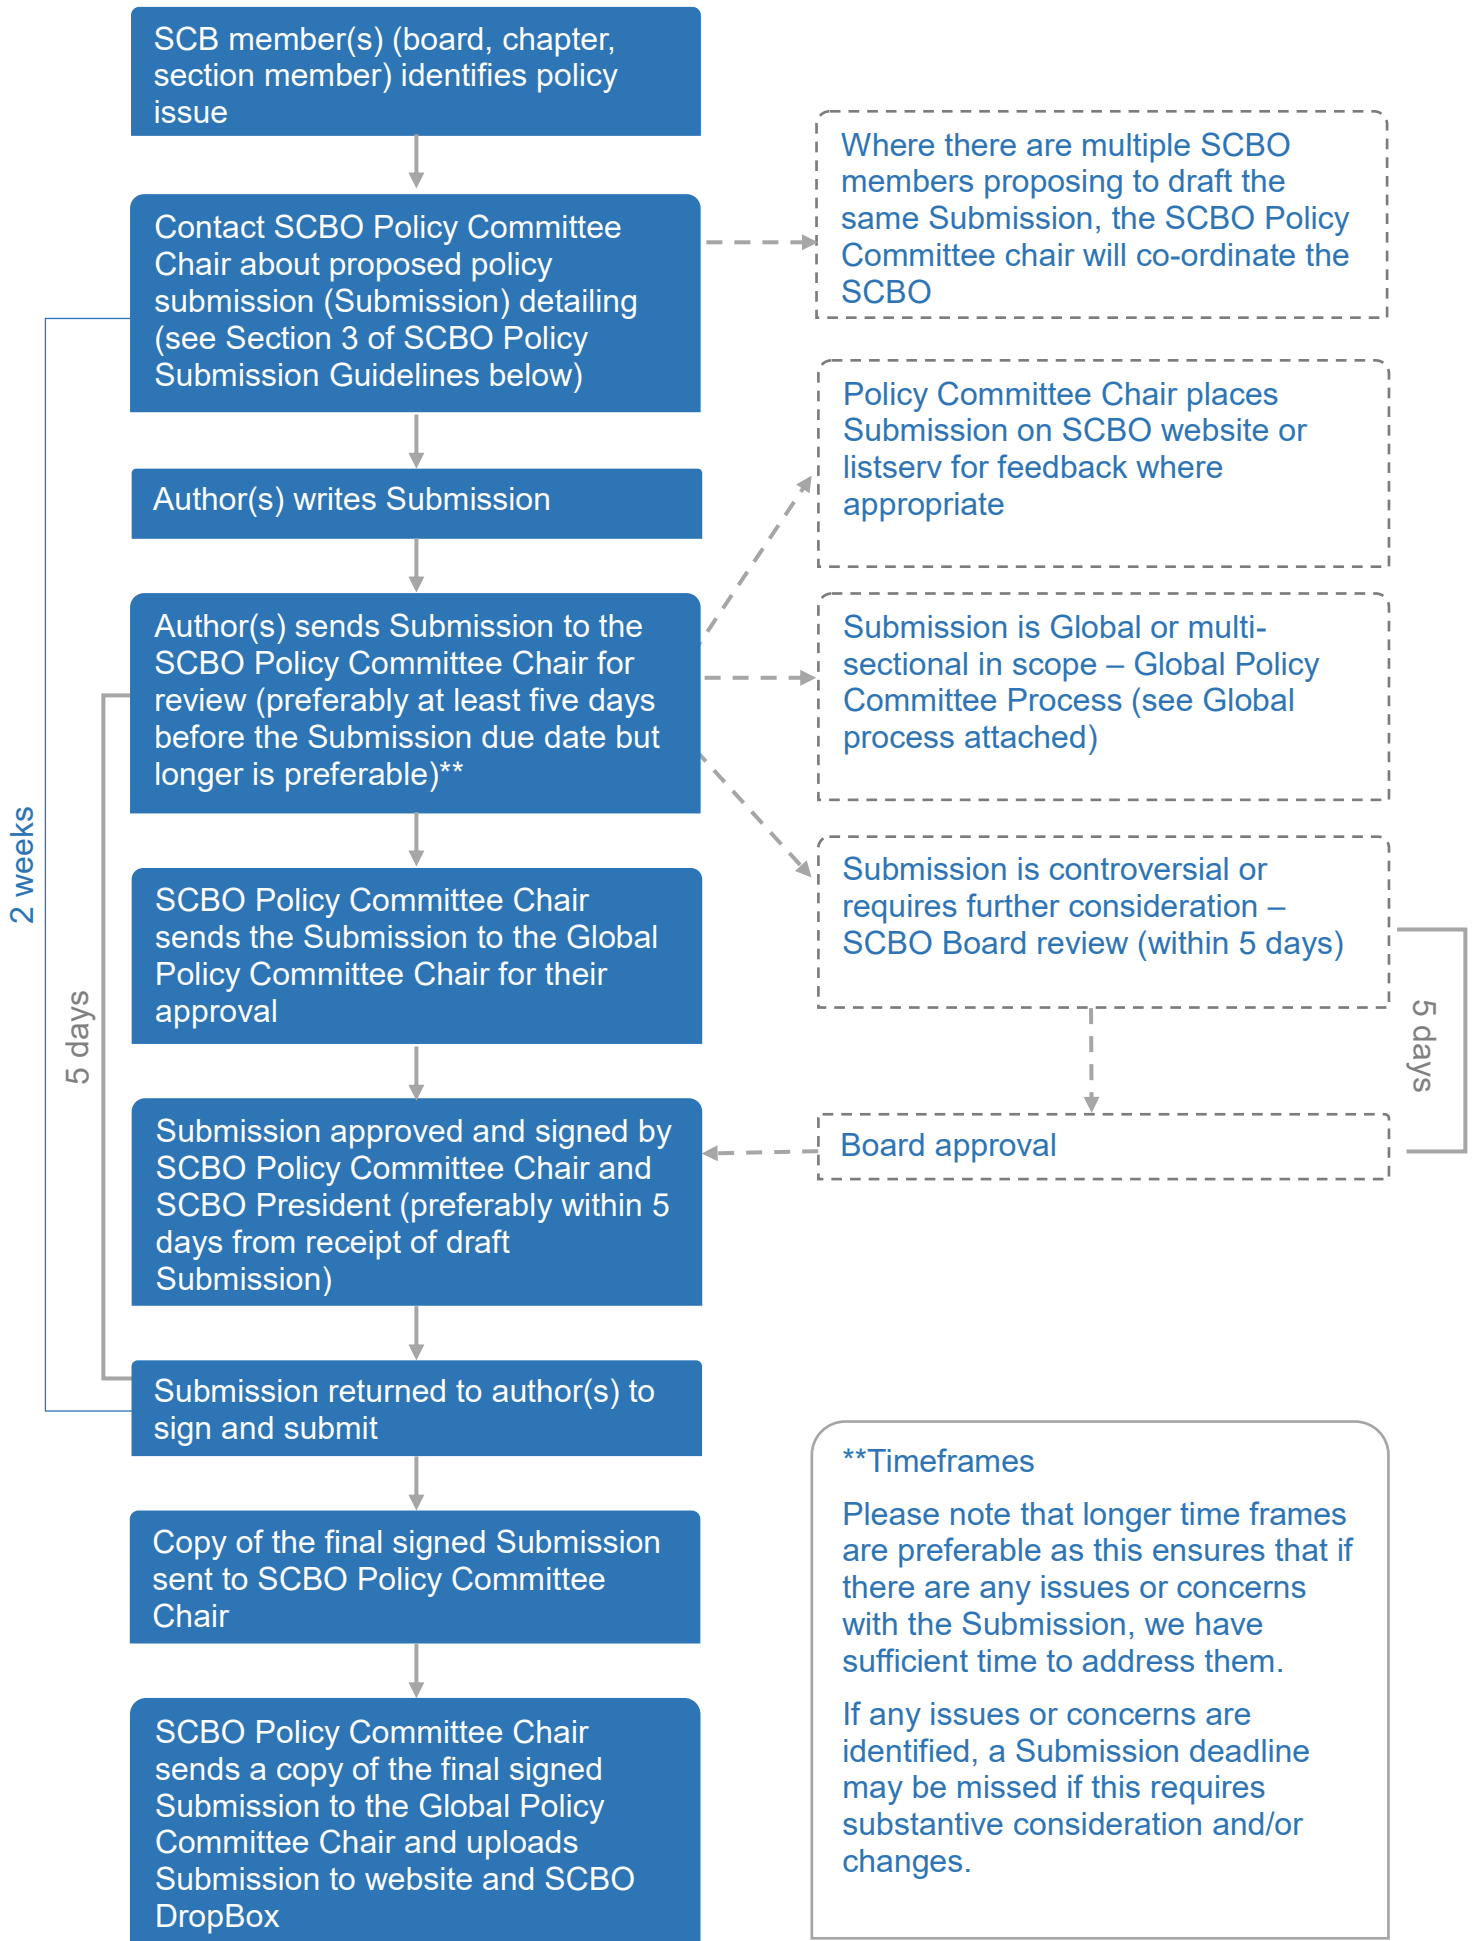 SCB member(s) (board, chapter,
section member) identifies policy
issue
Contact SCBO Policy Committee
Chair about proposed policy
submission (Submission) detailing
(see Section 3 of SCBO Policy
Submission Guidelines below)
Where there are multiple SCBO
members proposing to draft the
same Submission, the SCBO Policy
Committee chair will co-ordinate the
SCBO
Author(s) writes Submission
Policy Committee Chair places
Submission on SCBO website or
listserv for feedback where
appropriate
Author(s) sends Submission to the
SCBO Policy Committee Chair for
review (preferably at least five days
before the Submission due date but
longer is preferable)**
Submission is Global or multi-
sectional in scope – Global Policy
Committee Process (see Global
process attached)
Submission is controversial or
requires further consideration –
SCBO Board review (within 5 days)
2 weeks
5 days
SCBO Policy Committee Chair
sends the Submission to the Global
Policy Committee Chair for their
approval
5 days
Board approval
Submission approved and signed by
SCBO Policy Committee Chair and
SCBO President (preferably within 5
days from receipt of draft
Submission)
Submission returned to author(s) to
sign and submit
Copy of the final signed Submission
sent to SCBO Policy Committee
Chair
SCBO Policy Committee Chair
sends a copy of the final signed
Submission to the Global Policy
Committee Chair and uploads
Submission to website and SCBO
DropBox
**Timeframes
Please note that longer time frames
are preferable as this ensures that if
there are any issues or concerns
with the Submission, we have
sufficient time to address them.
If any issues or concerns are
identified, a Submission deadline
may be missed if this requires
substantive consideration and/or
changes.